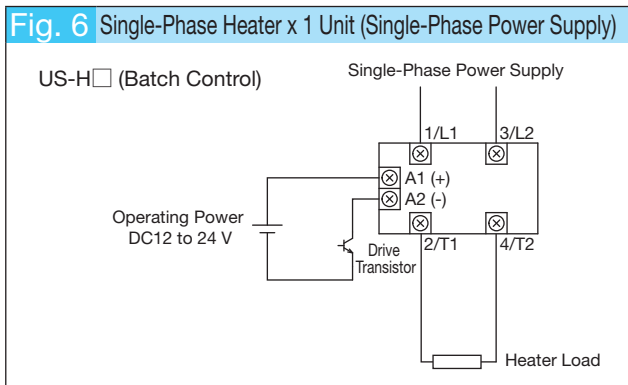 Fig. 6 Single-Phase Heater x 1 Unit (Single-Phase Power Supply)
US-H□ (Batch Control)
Single-Phase Power Supply
1/L1
3/L2
A1 (+)
A2 (-)
Operating Power
DC12 to 24 V
Drive
Transistor
2/T1
4/T2
Heater Load